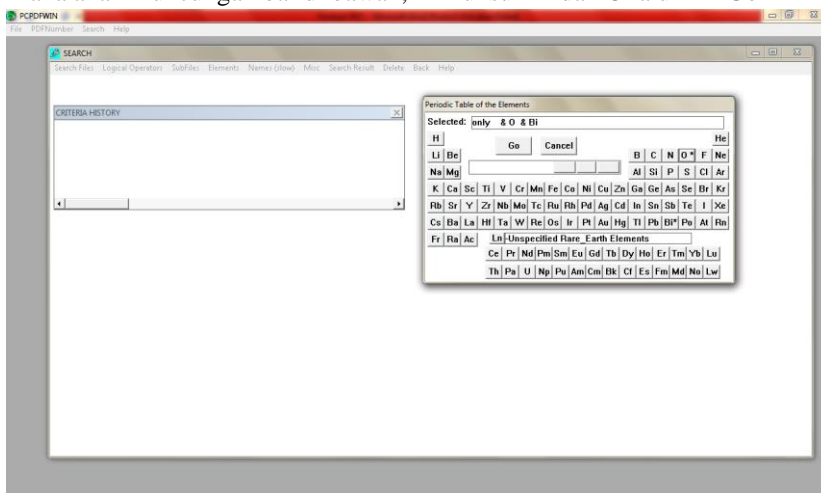 PCPDFWIN
File PDFNumber Search Help
SEARCH
Search Files Logical Operators SubFiles Elements Names (slow) Misc Search Result Delete Back Help
CRITERIA HISTORY
Periodic Table of the Elements
Selected: only & O & Bi
H Go Cancel He
Li Be B C N O* F Ne
Na Mg Al Si P S Cl Ar
K Ca Sc Ti V Cr Mn Fe Co Ni Cu Zn Ga Ge As Se Br Kr
Rb Sr Y Zr Nb Mo Tc Ru Rh Pd Ag Cd In Sn Sb Te I Xe
Cs Ba La Hf Ta W Re Os Ir Pt Au Hg Tl Pb Bi* Po At Rn
Fr Ra Ac Ln -Unspecified Rare_Earth Elements
Ce Pr Nd Pm Sm Eu Gd Tb Dy Ho Er Tm Yb Lu
Th Pa U Np Pu Am Cm Bk Cf Es Fm Md No Lw